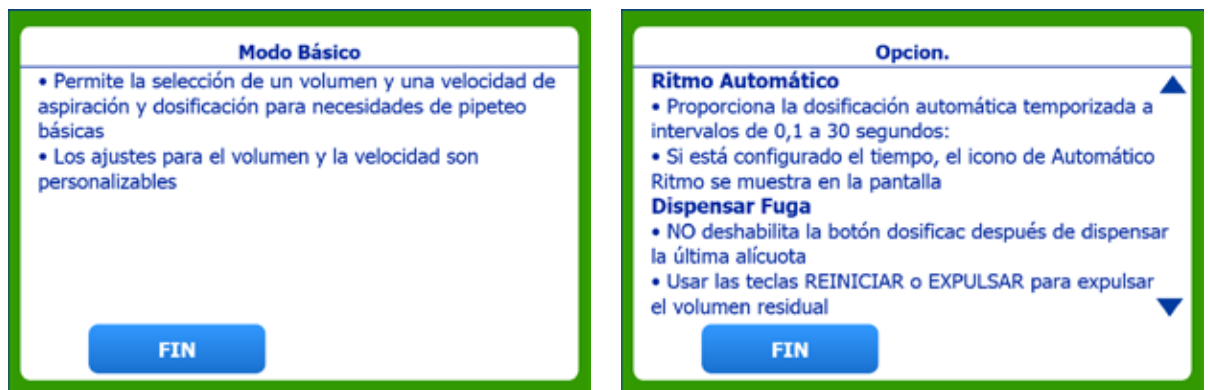 Modo Básico
• Permite la selección de un volumen y una velocidad de
aspiración y dosificación para necesidades de pipeteo
básicas
• Los ajustes para el volumen y la velocidad son
personalizables
FIN
Opcion.
Ritmo Automático
• Proporciona la dosificación automática temporizada a
intervalos de 0,1 a 30 segundos:
• Si está configurado el tiempo, el icono de Automático
Ritmo se muestra en la pantalla
Dispensar Fuga
• NO deshabilita la botón dosificac después de dispensar
la última alícuota
• Usar las teclas REINICIAR o EXPULSAR para expulsar
el volumen residual
FIN